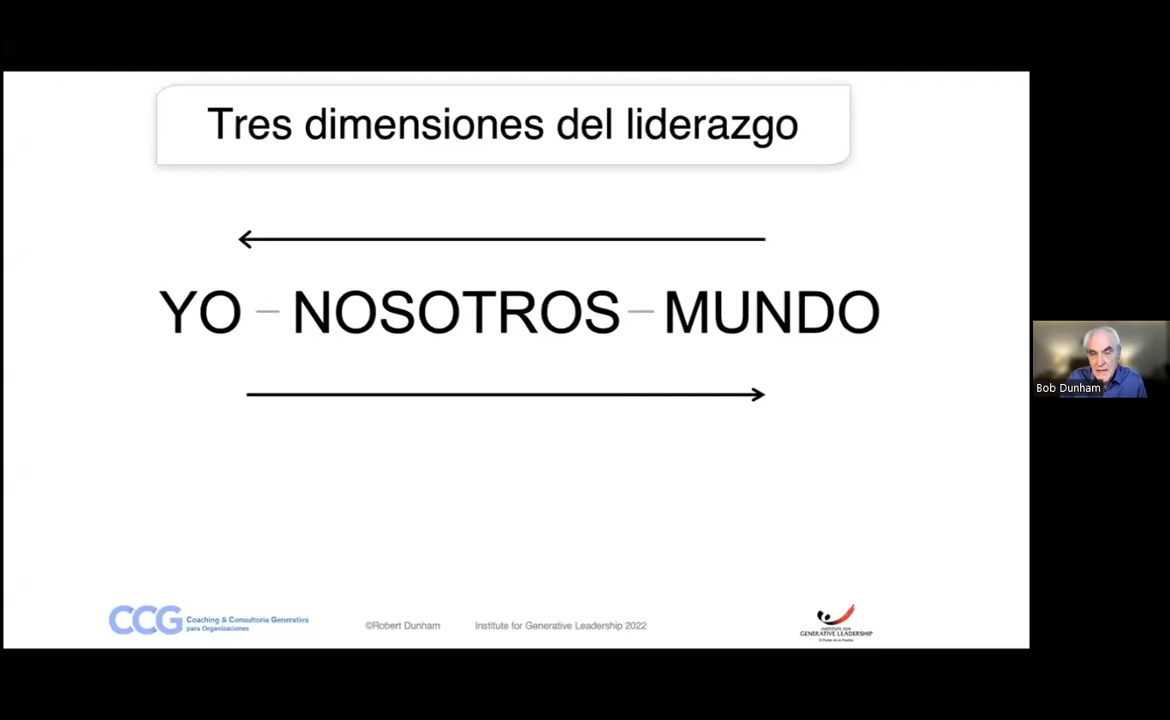 Tres dimensiones del liderazgo
YO – NOSOTROS – MUNDO
Bob Dunham
CCG Coaching & Consultoría Generativa
para Organizaciones
©Robert Dunham Institute for Generative Leadership 2022
INSTITUTE FOR
GENERATIVE LEADERSHIP